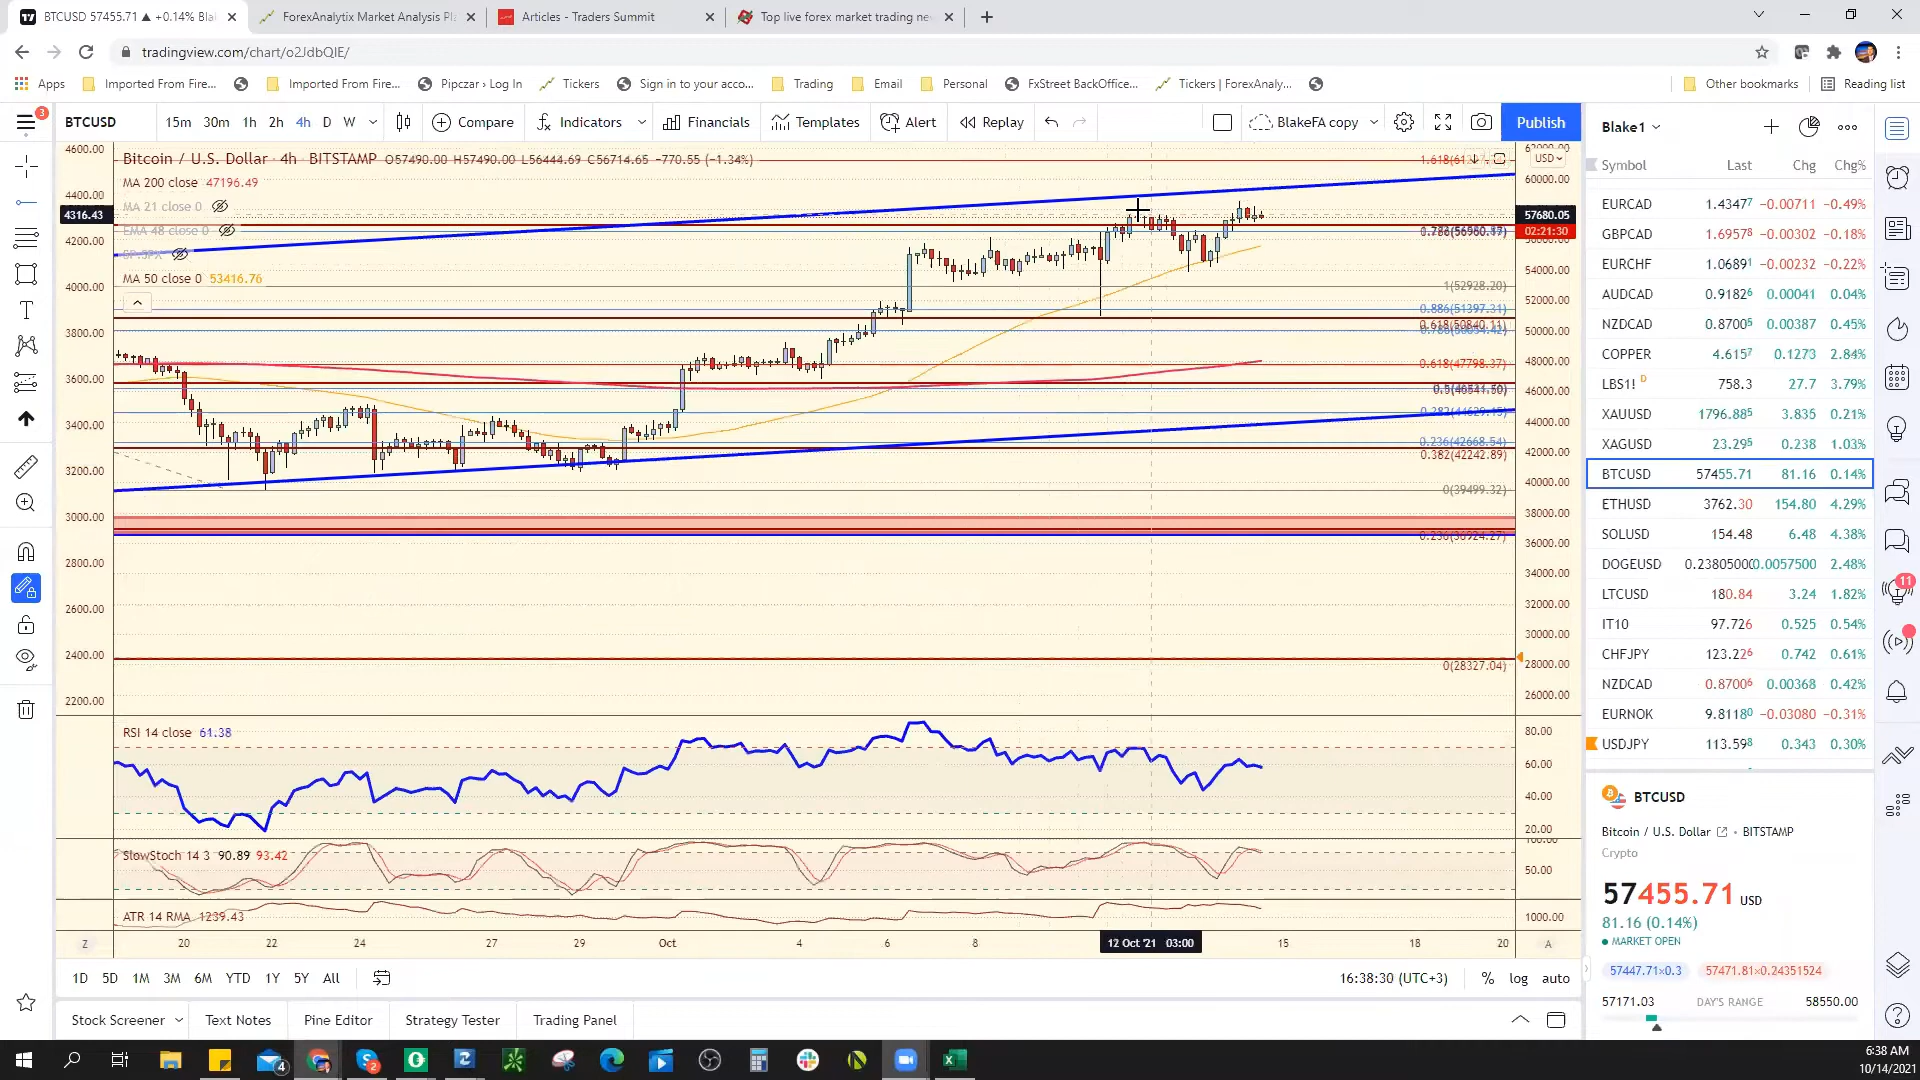 BTCUSD 57455.71 ▲ +0.14% Bla
ForexAnalytix Market Analysis Pl
Articles - Traders Summit
Top live forex market trading ne
tradingview.com/chart/o2JdbQIE/
Apps
Imported From Fire...
Imported From Fire...
Pipczar › Log In
Tickers
Sign in to your acco...
Trading
Email
Personal
FxStreet BackOffice...
Tickers | ForexAnaly...
Other bookmarks
Reading list
3
BTCUSD
15m 30m 1h 2h 4h D W
Compare
Indicators
Financials
Templates
Alert
Replay
BlakeFA copy
Publish
Bitcoin / U.S. Dollar · 4h · BITSTAMP O57490.00 H57490.00 L56444.69 C56714.65 −770.55 (−1.34%)
MA 200 close 47196.49
MA 21 close 0
EMA 48 close 0
SP:SPX
MA 50 close 0 53416.76
4600.00
4400.00
4316.43
4200.00
4000.00
3800.00
3600.00
3400.00
3200.00
3000.00
2800.00
2600.00
2400.00
2200.00
USD
1(52928.20)
0.886(51397.31)
0.618(50840.11)
0.618(47798.37)
0.236(42668.54)
0.382(42242.89)
0(39499.32)
0.236(36924.27)
0(28327.04)
62000.00
60000.00
57680.05
02:21:30
56000.00
54000.00
52000.00
50000.00
48000.00
46000.00
44000.00
42000.00
40000.00
38000.00
36000.00
34000.00
32000.00
30000.00
28000.00
26000.00
RSI 14 close 61.38
80.00
60.00
40.00
20.00
SlowStoch 14 3 90.89 93.42
100.00
50.00
ATR 14 RMA 1239.43
1000.00
Z 20 22 24 27 29 Oct 4 6 8 12 Oct '21 03:00 15 18 20 A
1D 5D 1M 3M 6M YTD 1Y 5Y All
16:38:30 (UTC+3) % log auto
Stock Screener
Text Notes
Pine Editor
Strategy Tester
Trading Panel
Blake1
Symbol Last Chg Chg%
EURCAD 1.43477 −0.00711 −0.49%
GBPCAD 1.69578 −0.00302 −0.18%
EURCHF 1.06891 −0.00232 −0.22%
AUDCAD 0.91826 0.00041 0.04%
NZDCAD 0.87005 0.00387 0.45%
COPPER 4.6157 0.1273 2.84%
LBS1! D 758.3 27.7 3.79%
XAUUSD 1796.885 3.835 0.21%
XAGUSD 23.295 0.238 1.03%
BTCUSD 57455.71 81.16 0.14%
ETHUSD 3762.30 154.80 4.29%
SOLUSD 154.48 6.48 4.38%
DOGEUSD 0.23805000 0.0057500 2.48%
LTCUSD 180.84 3.24 1.82%
IT10 97.726 0.525 0.54%
CHFJPY 123.226 0.742 0.61%
NZDCAD 0.87006 0.00368 0.42%
EURNOK 9.81180 −0.03080 −0.31%
USDJPY 113.598 0.343 0.30%
BTCUSD
Bitcoin / U.S. Dollar • BITSTAMP
Crypto
57455.71 USD
81.16 (0.14%)
MARKET OPEN
57447.71×0.3 57471.81×0.24351524
57171.03 DAY'S RANGE 58550.00
11
4
2
6:38 AM
10/14/2021